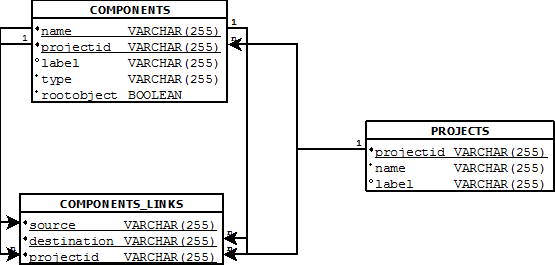 COMPONENTS
name VARCHAR(255) 1
1 projectid VARCHAR(255) n
label VARCHAR(255)
type VARCHAR(255)
rootobject BOOLEAN
PROJECTS
1 projectid VARCHAR(255)
name VARCHAR(255)
label VARCHAR(255)
COMPONENTS_LINKS
source VARCHAR(255)
destination VARCHAR(255) n
n projectid VARCHAR(255) n